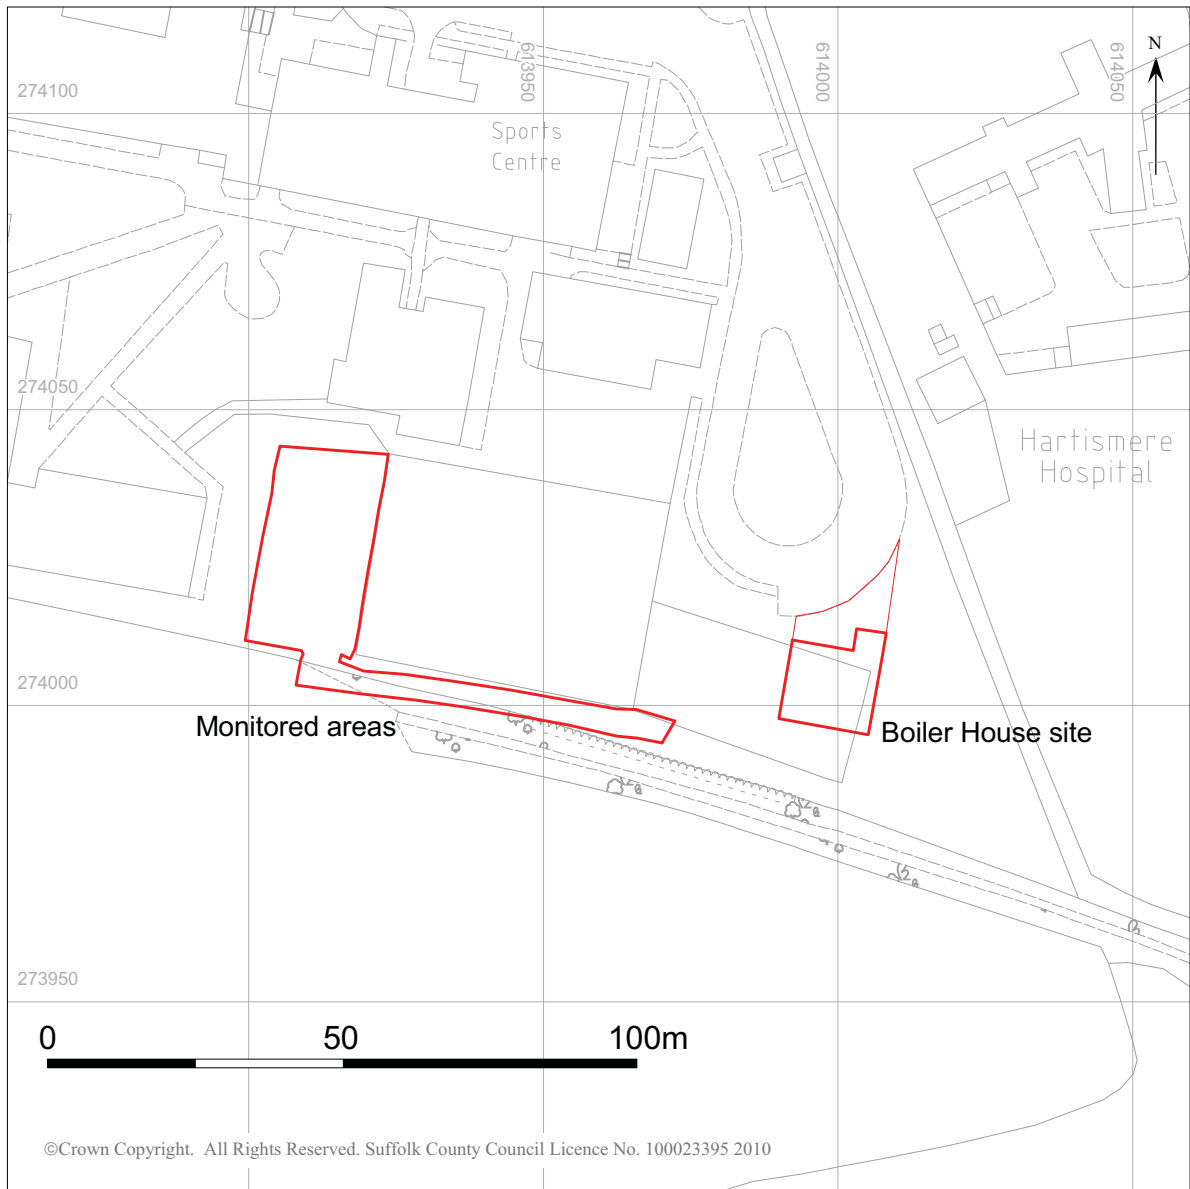 613950
614000
614050
N
274100
Sports
Centre
274050
Hartismere
Hospital
274000
Monitored areas
Boiler House site
273950
0 50 100m
©Crown Copyright. All Rights Reserved. Suffolk County Council Licence No. 100023395 2010